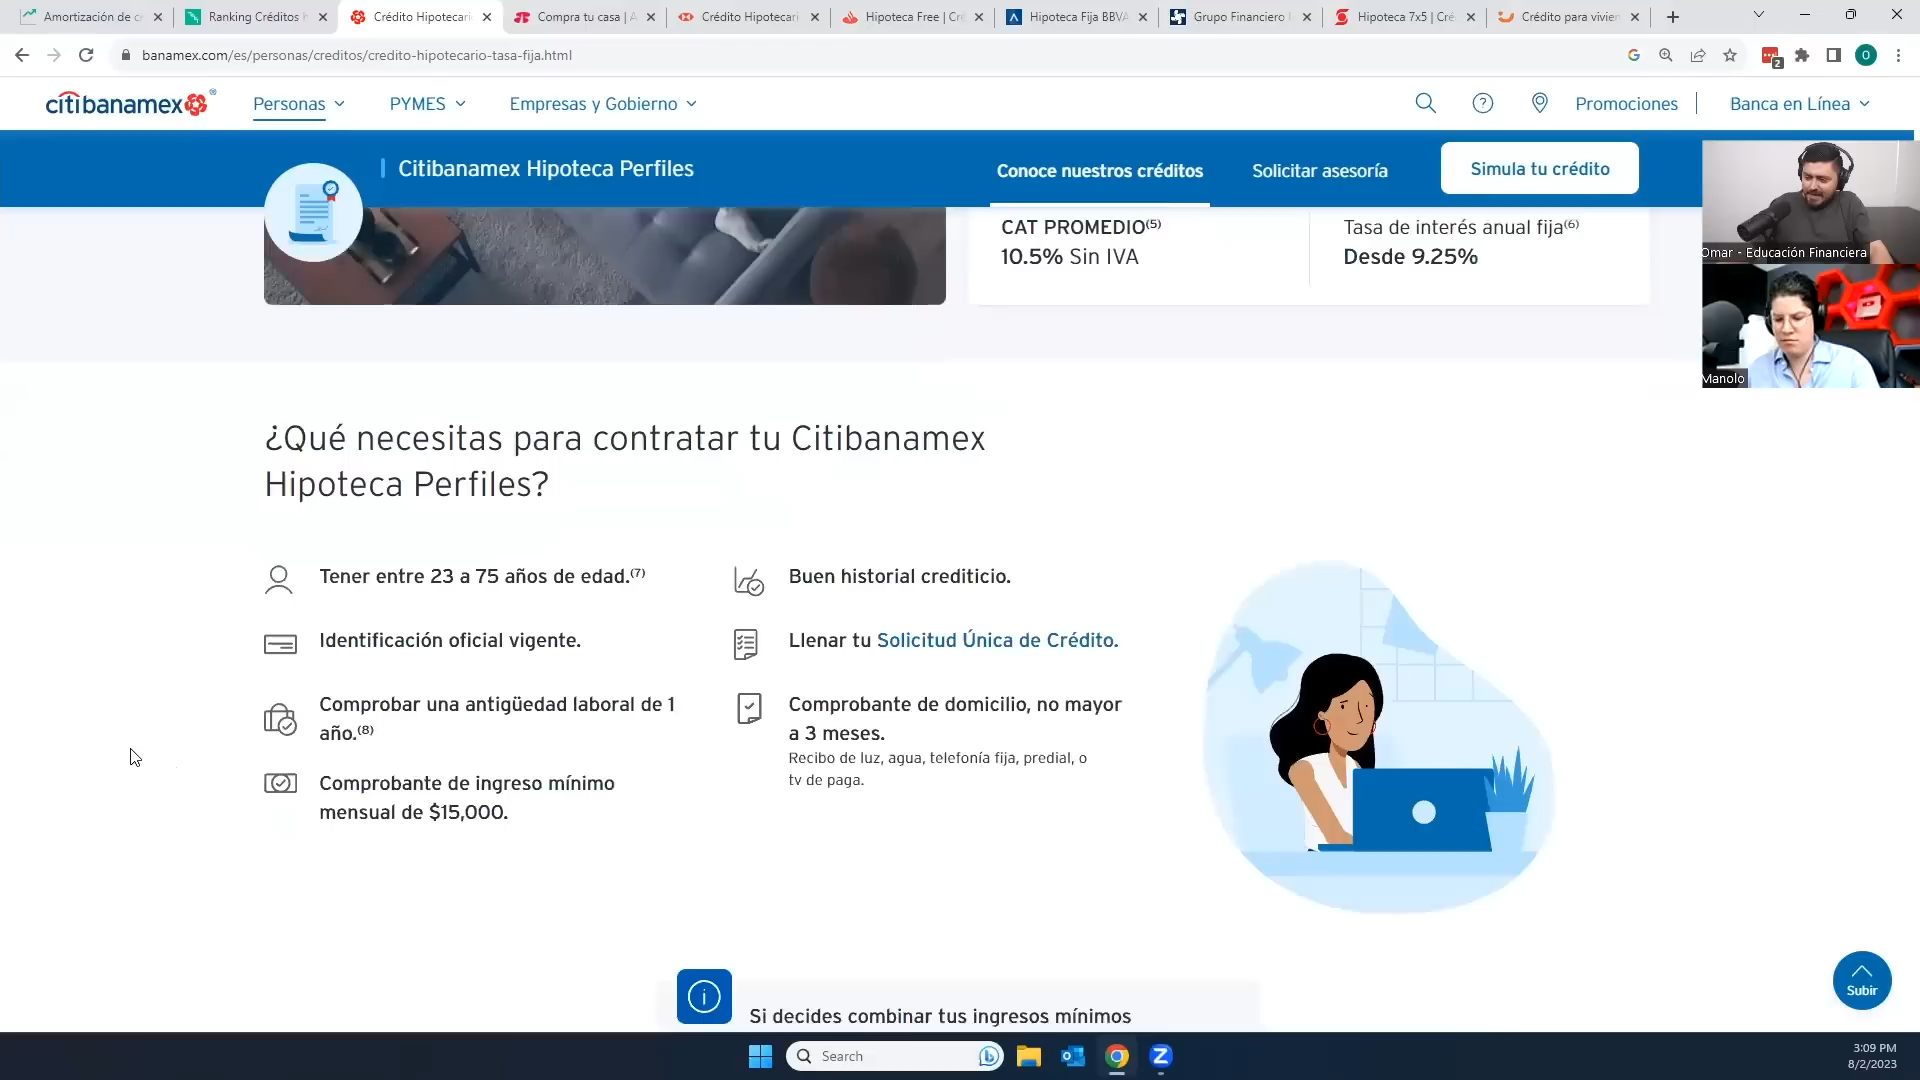 Amortización de c
Ranking Créditos
Crédito Hipotecari
Compra tu casa | A
Crédito Hipotecari
Hipoteca Free | Cré
Hipoteca Fija BBVA
Grupo Financiero
Hipoteca 7x5 | Cré
Crédito para vivien
banamex.com/es/personas/creditos/credito-hipotecario-tasa-fija.html
2
O
citibanamex
Personas
PYMES
Empresas y Gobierno
Promociones
Banca en Línea
Citibanamex Hipoteca Perfiles
Conoce nuestros créditos
Solicitar asesoría
Simula tu crédito
CAT PROMEDIO(5)
10.5% Sin IVA
Tasa de interés anual fija(6)
Desde 9.25%
Omar - Educación Financiera
Manolo
¿Qué necesitas para contratar tu Citibanamex
Hipoteca Perfiles?
Tener entre 23 a 75 años de edad.(7)
Identificación oficial vigente.
Comprobar una antigüedad laboral de 1
año.(8)
Comprobante de ingreso mínimo
mensual de $15,000.
Buen historial crediticio.
Llenar tu Solicitud Única de Crédito.
Comprobante de domicilio, no mayor
a 3 meses.
Recibo de luz, agua, telefonía fija, predial, o
tv de paga.
Si decides combinar tus ingresos mínimos
Subir
Search
3:09 PM
8/2/2023